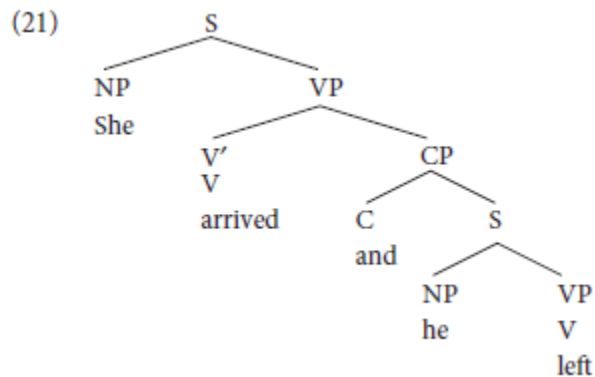 (21) S
NP VP
She
V′ CP
V
arrived C S
and
NP VP
he V
left